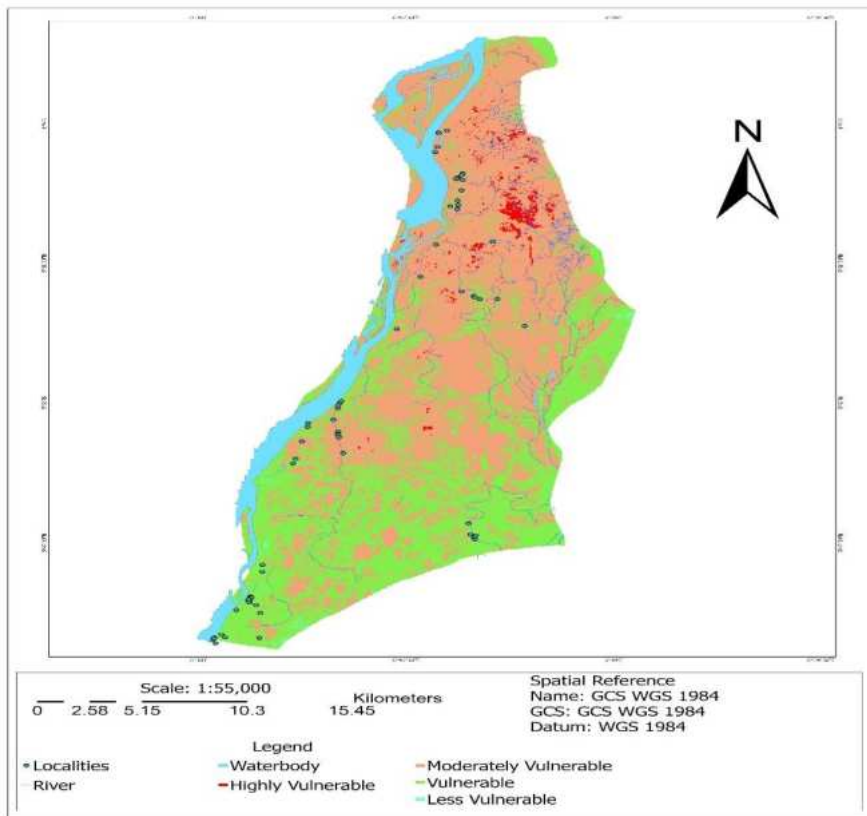 N
Scale: 1:55,000
Kilometers
0 2.58 5.15 10.3 15.45
Spatial Reference
Name: GCS WGS 1984
GCS: GCS WGS 1984
Datum: WGS 1984
Legend
Localities
Waterbody
Moderately Vulnerable
River
Highly Vulnerable
Vulnerable
Less Vulnerable